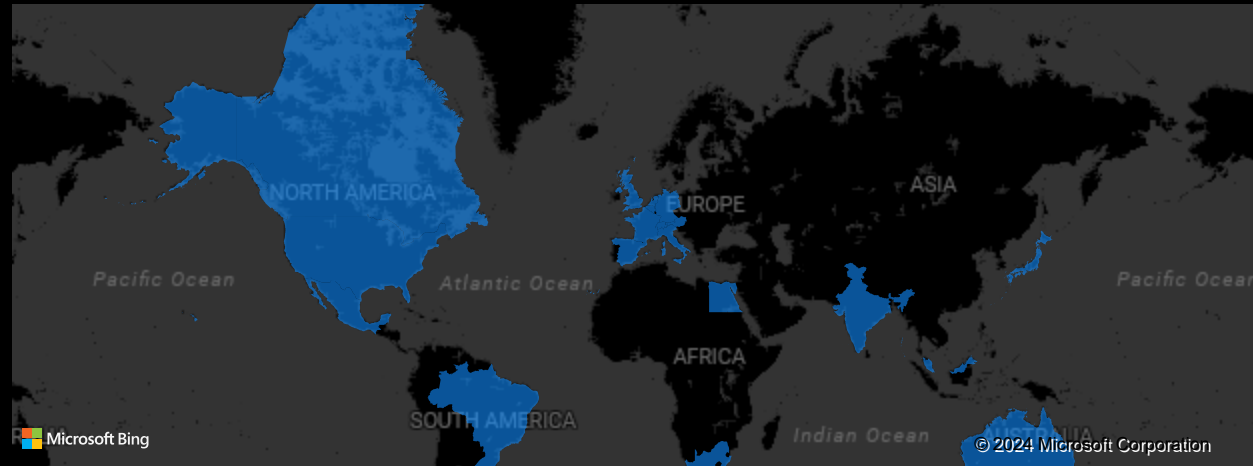 NORTH AMERICA
ASIA
EUROPE
Pacific Ocean
Atlantic Ocean
Pacific Ocean
AFRICA
SOUTH AMERICA
Indian Ocean
AUSTRALIA
Microsoft Bing
© 2024 Microsoft Corporation